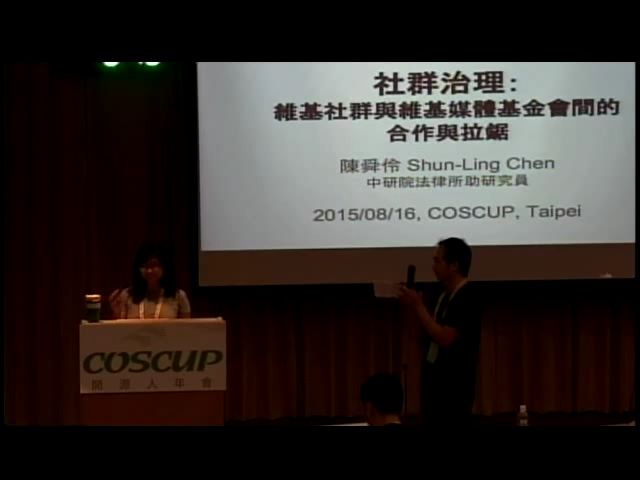 社群治理:
維基社群與維基媒體基金會間的
合作與拉鋸
陳舜伶 Shun-Ling Chen
中研院法律所助研究員
2015/08/16, COSCUP, Taipei
COSCUP
開源人年會